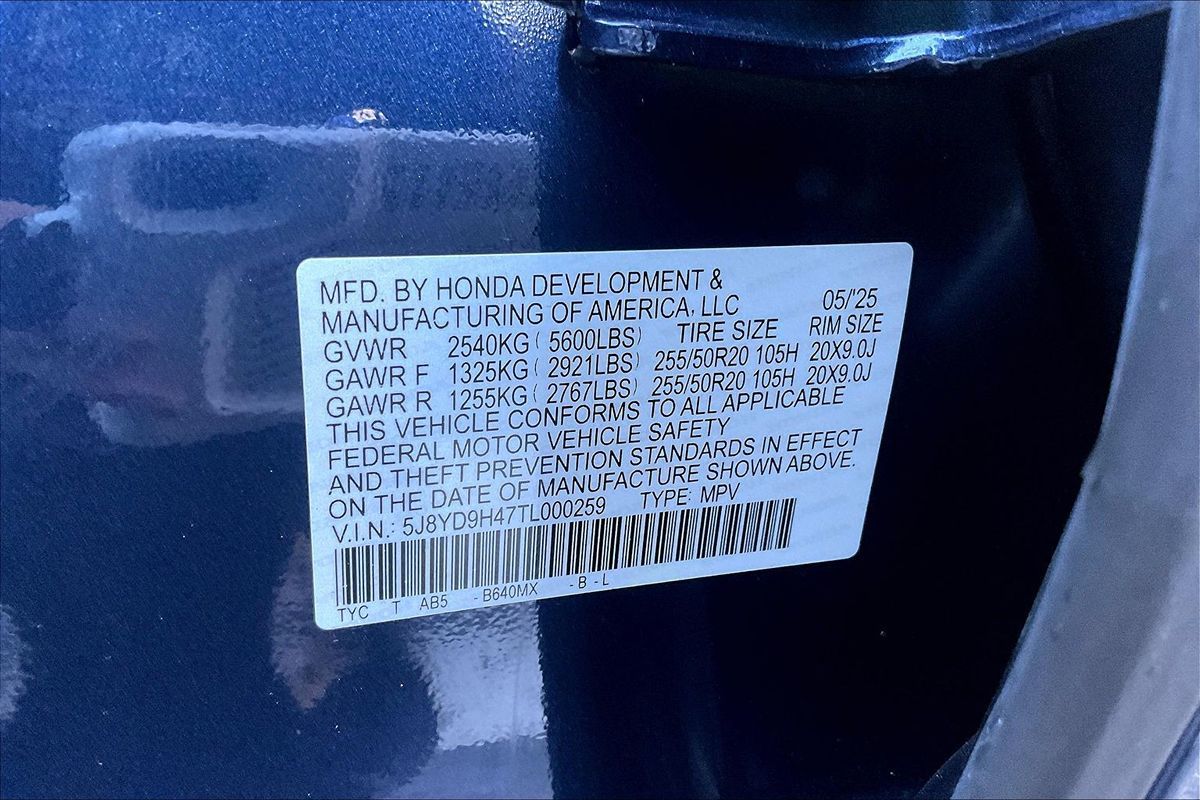 MFD. BY HONDA DEVELOPMENT &
MANUFACTURING OF AMERICA, LLC 05/'25
GVWR 2540KG ( 5600LBS) TIRE SIZE RIM SIZE
GAWR F 1325KG ( 2921LBS) 255/50R20 105H 20X9.0J
GAWR R 1255KG ( 2767LBS) 255/50R20 105H 20X9.0J
THIS VEHICLE CONFORMS TO ALL APPLICABLE
FEDERAL MOTOR VEHICLE SAFETY
AND THEFT PREVENTION STANDARDS IN EFFECT
ON THE DATE OF MANUFACTURE SHOWN ABOVE.
V.I.N.: 5J8YD9H47TL000259 TYPE: MPV
TYC T AB5 -B640MX -B-L